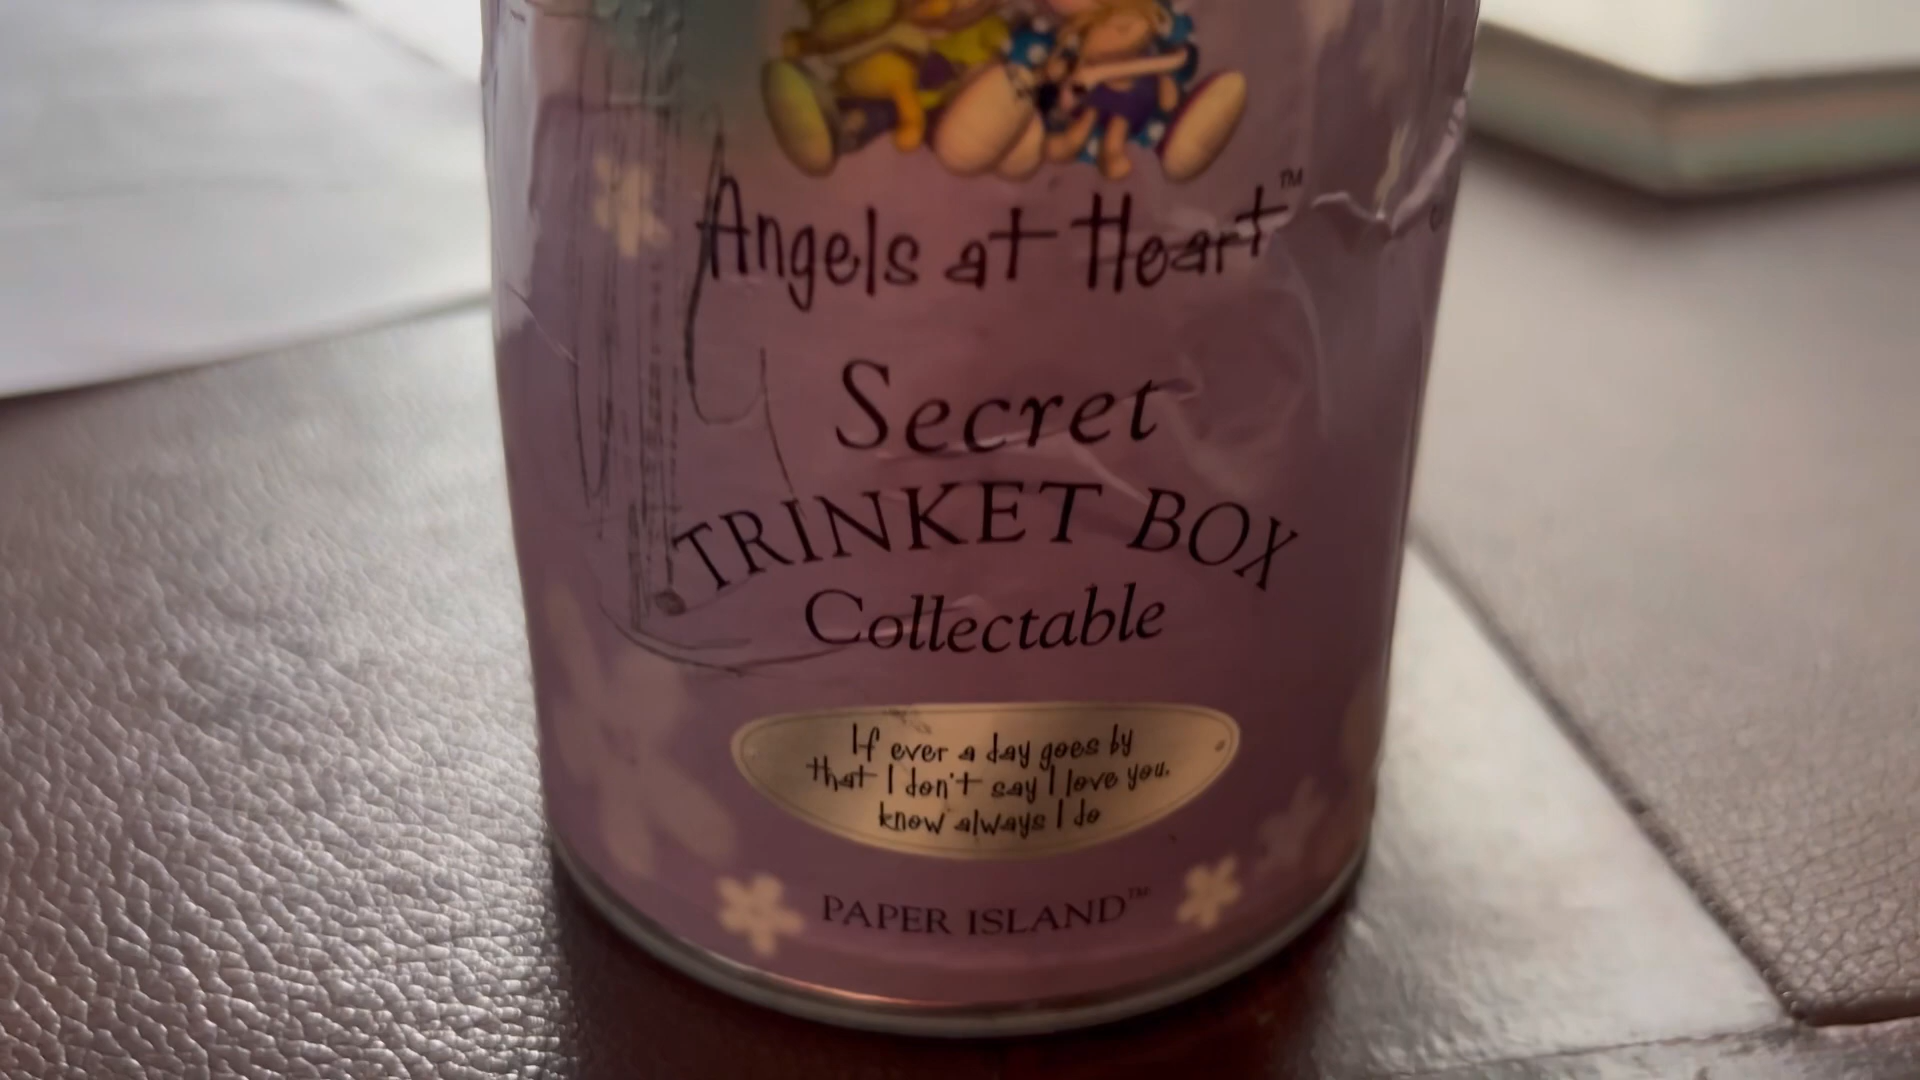 Angels at Heart™
Secret
TRINKET BOX
Collectable
If ever a day goes by
that I don't say I love you.
know always I do
PAPER ISLAND™